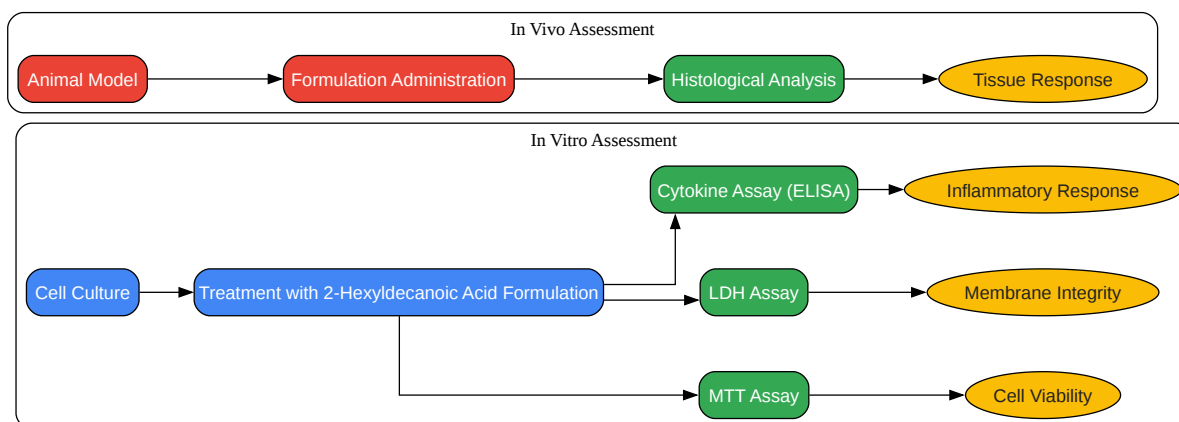 In Vivo Assessment
Animal Model
Formulation Administration
Histological Analysis
Tissue Response
In Vitro Assessment
Cytokine Assay (ELISA)
Inflammatory Response
Cell Culture
Treatment with 2-Hexyldecanoic Acid Formulation
LDH Assay
Membrane Integrity
MTT Assay
Cell Viability